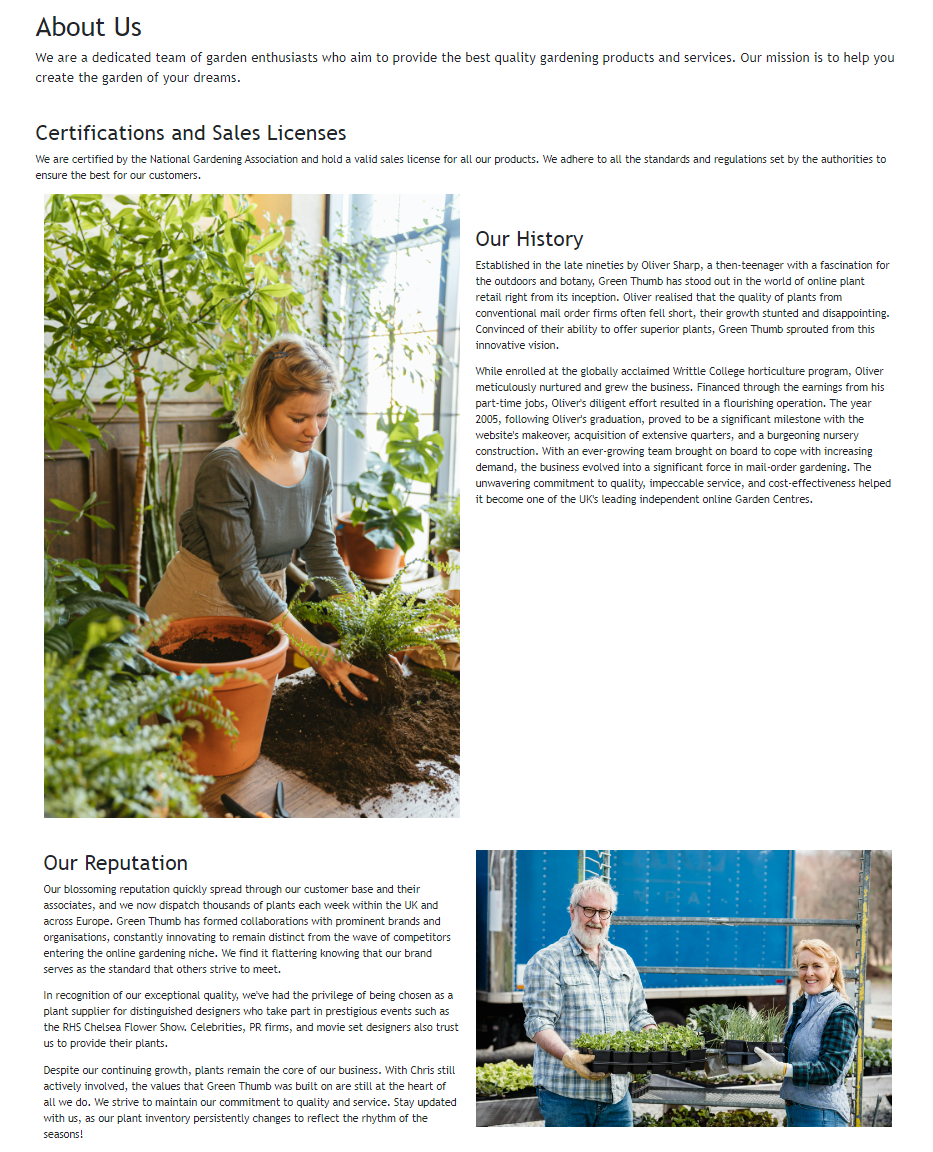 About Us
We are a dedicated team of garden enthusiasts who aim to provide the best quality gardening products and services. Our mission is to help you
create the garden of your dreams.
Certifications and Sales Licenses
We are certified by the National Gardening Association and hold a valid sales license for all our products. We adhere to all the standards and regulations set by the authorities to
ensure the best for our customers.
Our History
Established in the late nineties by Oliver Sharp, a then-teenager with a fascination for
the outdoors and botany, Green Thumb has stood out in the world of online plant
retail right from its inception. Oliver realised that the quality of plants from
conventional mail order firms often fell short, their growth stunted and disappointing.
Convinced of their ability to offer superior plants, Green Thumb sprouted from this
innovative vision.
While enrolled at the globally acclaimed Writtle College horticulture program, Oliver
meticulously nurtured and grew the business. Financed through the earnings from his
part-time jobs, Oliver's diligent effort resulted in a flourishing operation. The year
2005, following Oliver's graduation, proved to be a significant milestone with the
website's makeover, acquisition of extensive quarters, and a burgeoning nursery
construction. With an ever-growing team brought on board to cope with increasing
demand, the business evolved into a significant force in mail-order gardening. The
unwavering commitment to quality, impeccable service, and cost-effectiveness helped
it become one of the UK's leading independent online Garden Centres.
Our Reputation
Our blossoming reputation quickly spread through our customer base and their
associates, and we now dispatch thousands of plants each week within the UK and
across Europe. Green Thumb has formed collaborations with prominent brands and
organisations, constantly innovating to remain distinct from the wave of competitors
entering the online gardening niche. We find it flattering knowing that our brand
serves as the standard that others strive to meet.
In recognition of our exceptional quality, we've had the privilege of being chosen as a
plant supplier for distinguished designers who take part in prestigious events such as
the RHS Chelsea Flower Show. Celebrities, PR firms, and movie set designers also trust
us to provide their plants.
Despite our continuing growth, plants remain the core of our business. With Chris still
actively involved, the values that Green Thumb was built on are still at the heart of
all we do. We strive to maintain our commitment to quality and service. Stay updated
with us, as our plant inventory persistently changes to reflect the rhythm of the
seasons!